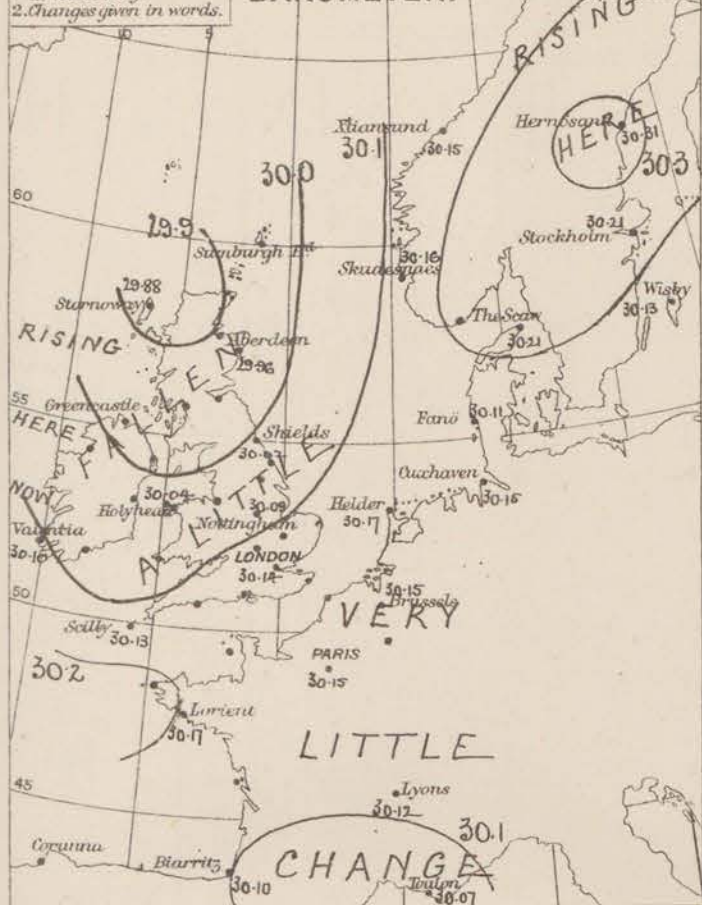 2. Changes given in words.
10
5
RISING
Xtiansund
30·15
30·1
Hernösand
HERE
30·31
30·3
30·0
60
29·9
Sumburgh Hd
30·21
Stockholm
30·16
Skudesnaes
29·88
Stornoway
Wisby
30·13
The Scaw
30·21
RISING
Aberdeen
29·96
FALLEN
55
Greencastle
HERE
Fanö
30·11
Shields
NOW
30·04
Holyhead
30·09
Nottingham
A LITTLE
Cuxhaven
30·15
Helder
30·17
Valentia
30·16
LONDON
30·14
30·15
Brussels
50
VERY
Scilly
30·13
30·2
PARIS
30·15
Lorient
30·17
LITTLE
45
Lyons
30·12
30·1
Corunna
Biarritz
CHANGE
30·10
Toulon
30·07